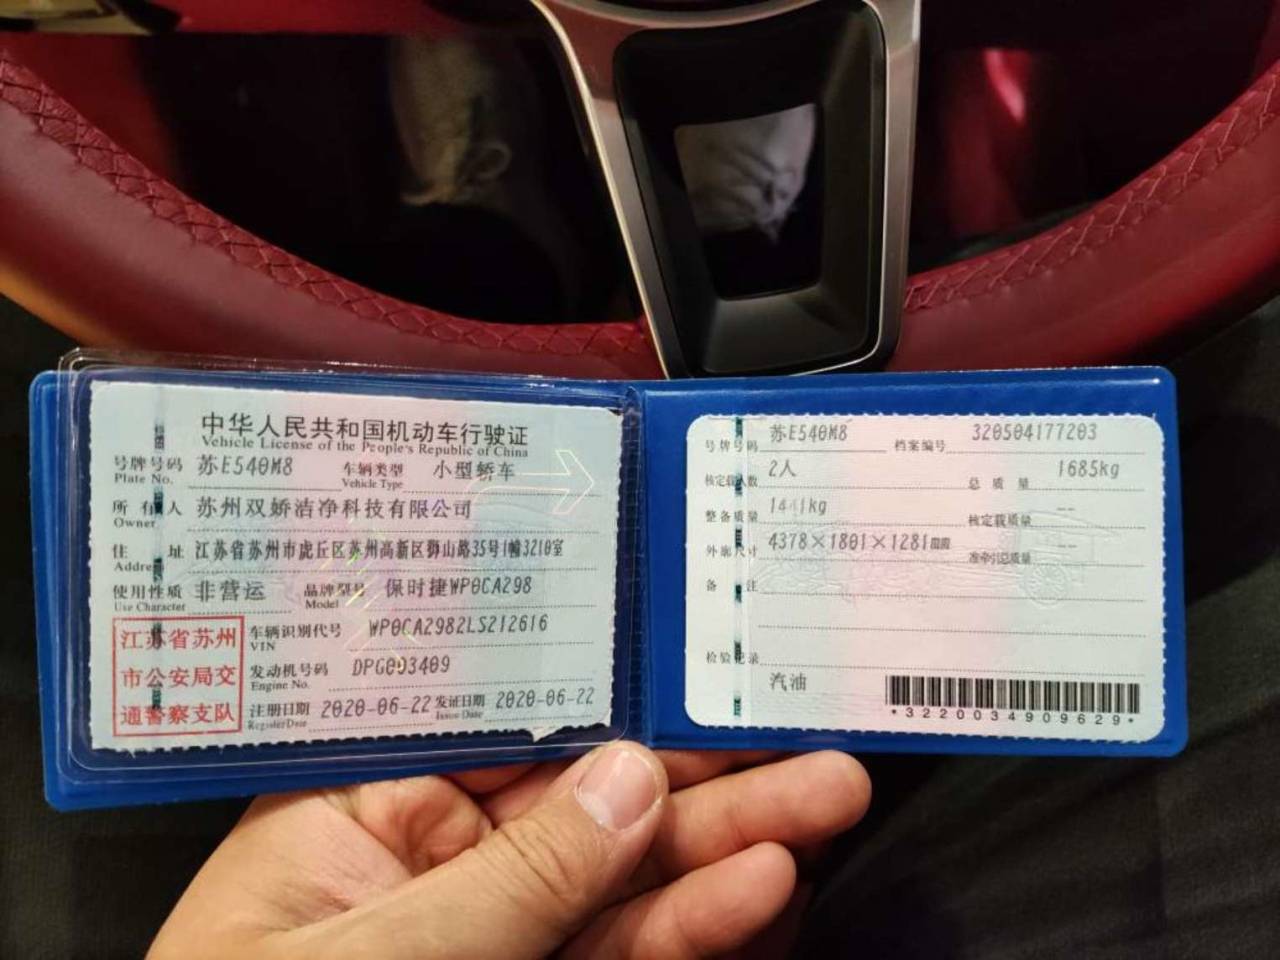 中华人民共和国机动车行驶证
Vehicle License of the People's Republic of China
号牌号码 苏E540M8 车辆类型 小型轿车
Plate No. Vehicle Type
所有人 苏州双娇洁净科技有限公司
Owner
住址 江苏省苏州市虎丘区苏州高新区狮山路35号1幢3210室
Address
使用性质 非营运 品牌型号 保时捷WP0CA298
Use Character Model
江苏省苏州
市公安局交
通警察支队
车辆识别代号 WP0CA2982LS212616
VIN
发动机号码 DPG003409
Engine No.
注册日期 2020-06-22 发证日期 2020-06-22
Register Date Issue Date
号牌号码 苏E540M8 档案编号 320504177203
核定载人数 2人 总质量 1685kg
整备质量 核定载质量 --
外廓尺寸 4378×1801×1281 准牵引总质量 --
备注
检验记录
汽油
*3220034909629*